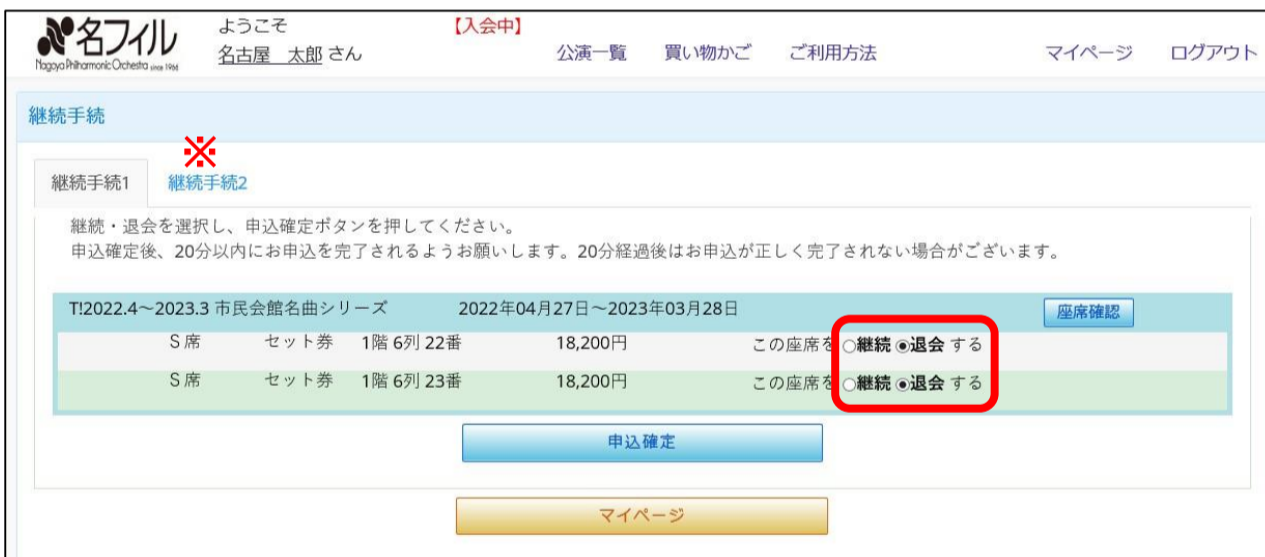 名フィル
Nagoya Philharmonic Orchestra since 1966
ようこそ
名古屋　太郎 さん
【入会中】
公演一覧　買い物かご　ご利用方法　マイページ　ログアウト
継続手続
※
継続手続1　継続手続2
継続・退会を選択し、申込確定ボタンを押してください。
申込確定後、20分以内にお申込を完了されるようお願いします。20分経過後はお申込が正しく完了されない場合がございます。
T!2022.4～2023.3 市民会館名曲シリーズ　2022年04月27日～2023年03月28日　座席確認
S席　セット券　1階 6列 22番　18,200円　この座席を ○継続 ◉退会 する
S席　セット券　1階 6列 23番　18,200円　この座席を ○継続 ◉退会 する
申込確定
マイページ